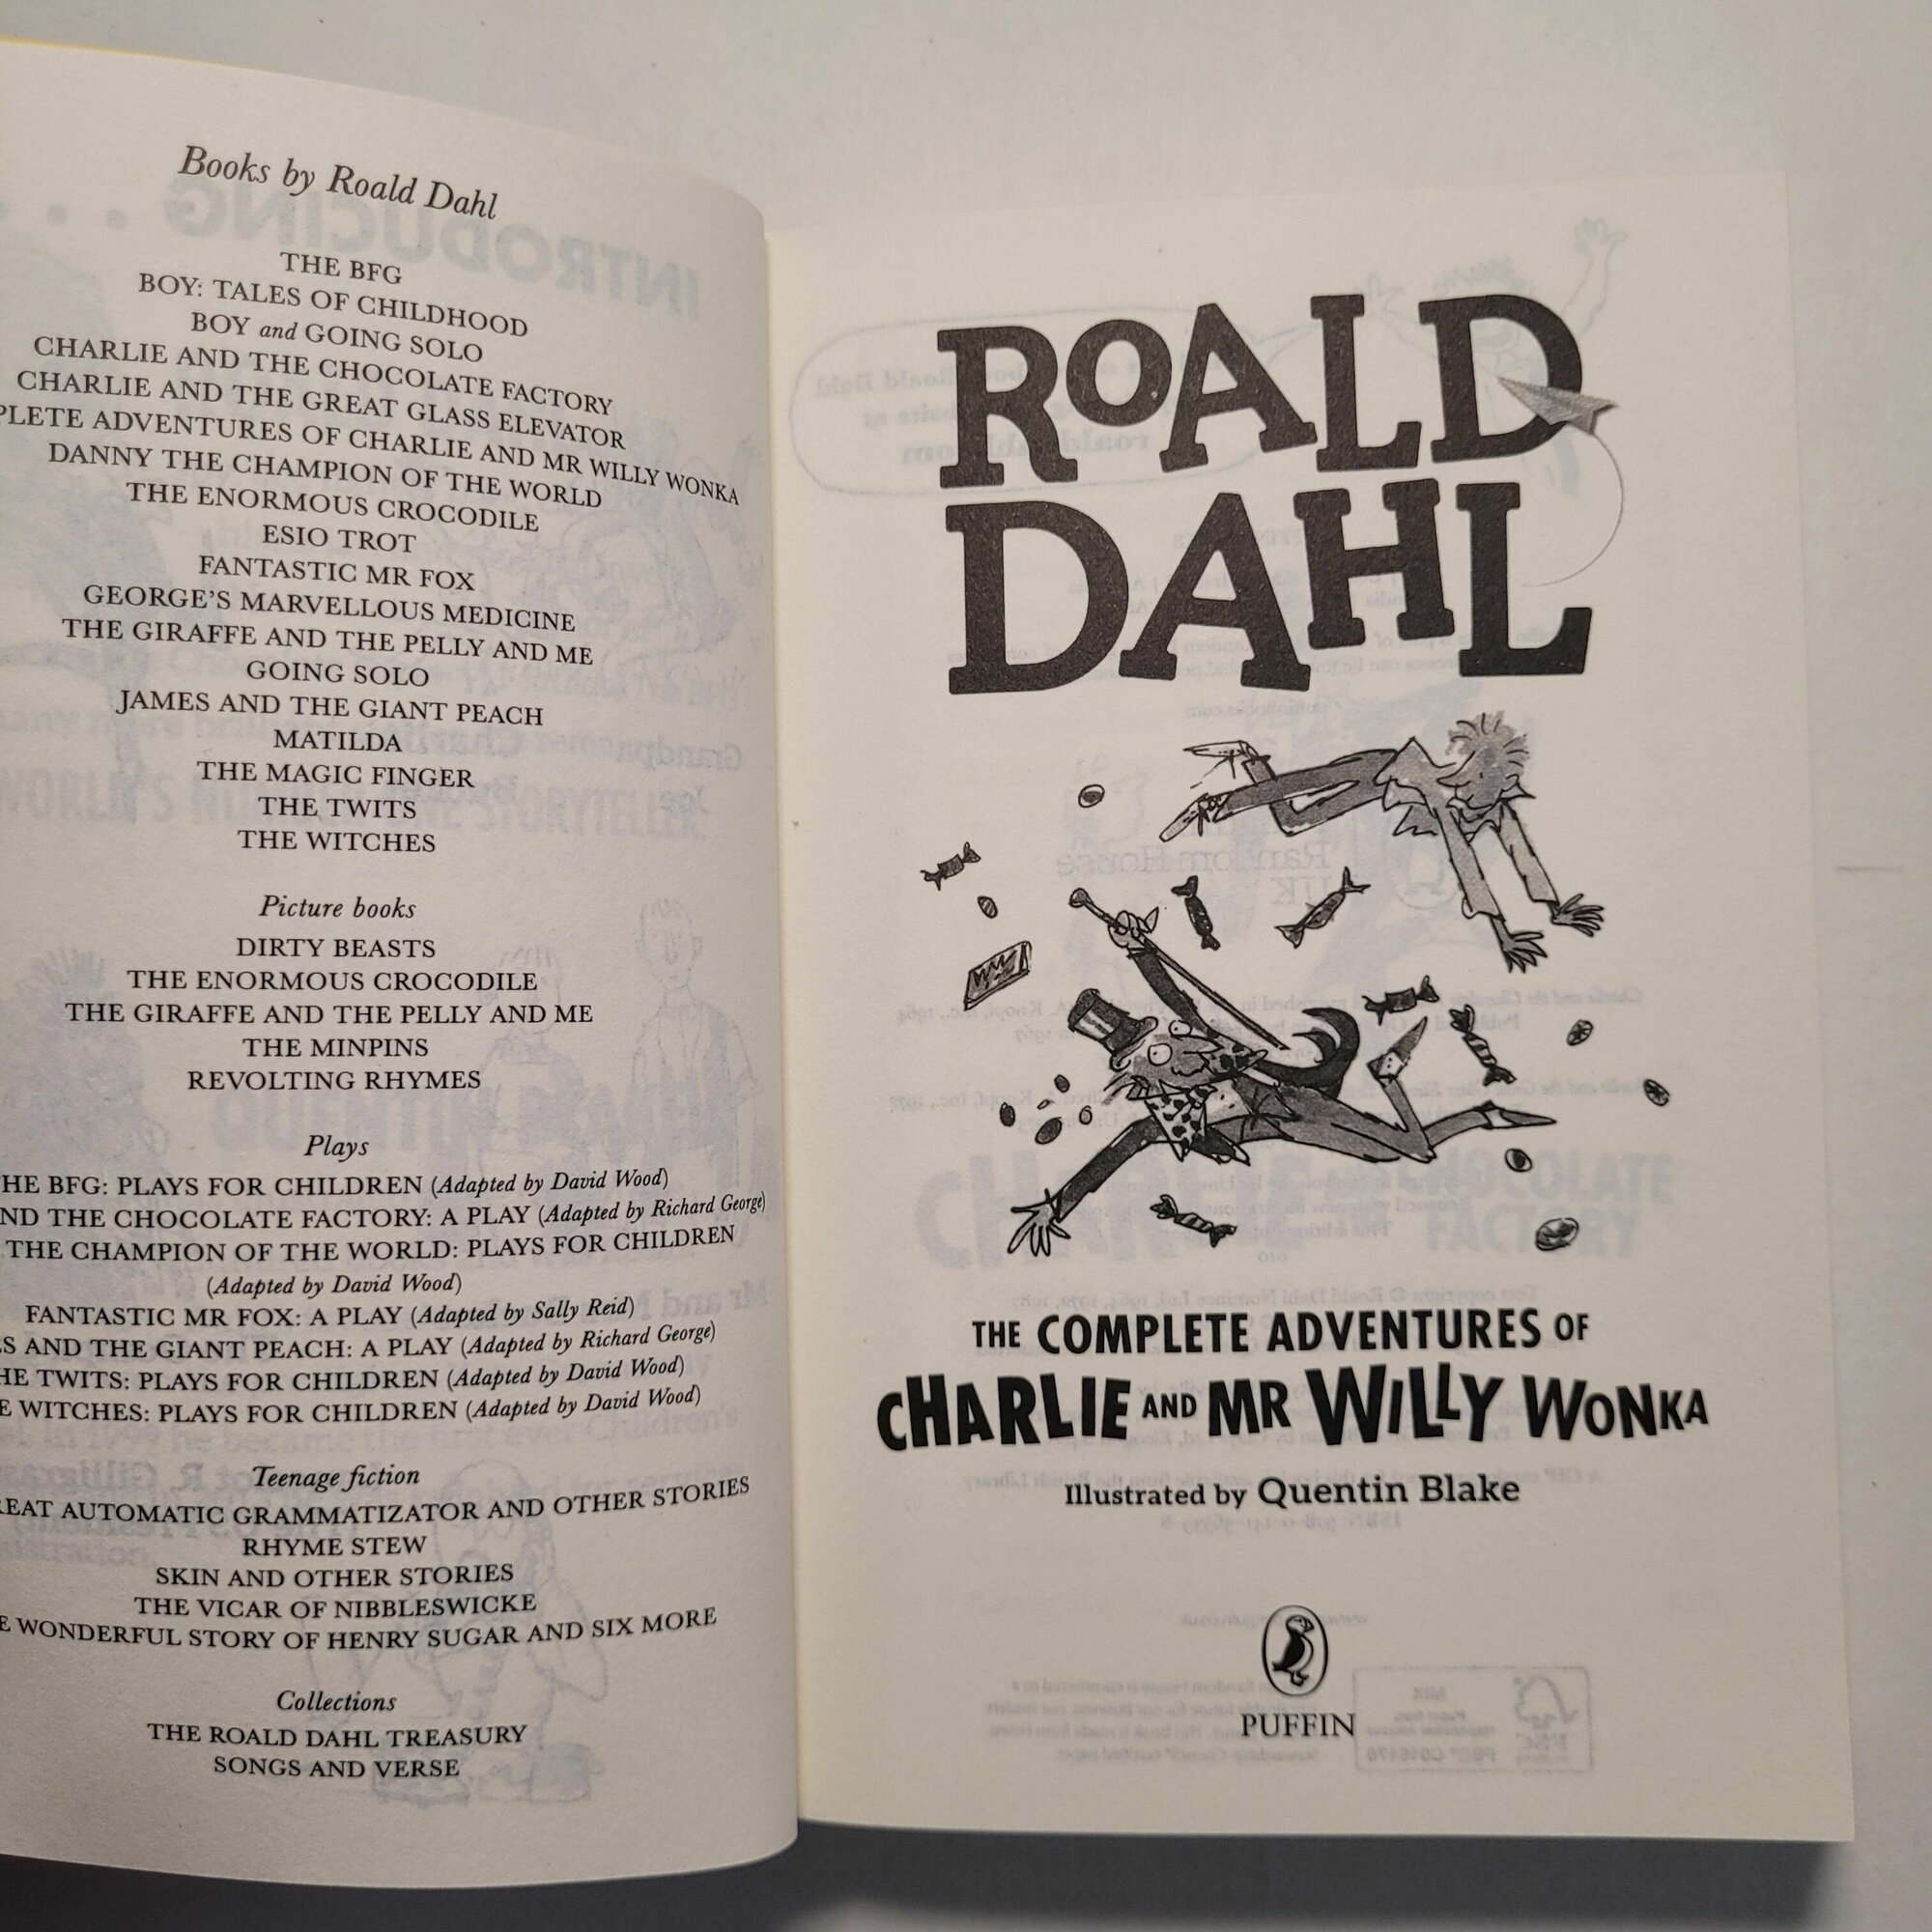 Books by Roald Dahl
THE BFG
BOY: TALES OF CHILDHOOD
BOY and GOING SOLO
CHARLIE AND THE CHOCOLATE FACTORY
CHARLIE AND THE GREAT GLASS ELEVATOR
PLETE ADVENTURES OF CHARLIE AND MR WILLY WONKA
DANNY THE CHAMPION OF THE WORLD
THE ENORMOUS CROCODILE
ESIO TROT
FANTASTIC MR FOX
GEORGE'S MARVELLOUS MEDICINE
THE GIRAFFE AND THE PELLY AND ME
GOING SOLO
JAMES AND THE GIANT PEACH
MATILDA
THE MAGIC FINGER
THE TWITS
THE WITCHES
Picture books
DIRTY BEASTS
THE ENORMOUS CROCODILE
THE GIRAFFE AND THE PELLY AND ME
THE MINPINS
REVOLTING RHYMES
Plays
HE BFG: PLAYS FOR CHILDREN (Adapted by David Wood)
ND THE CHOCOLATE FACTORY: A PLAY (Adapted by Richard George)
THE CHAMPION OF THE WORLD: PLAYS FOR CHILDREN
(Adapted by David Wood)
FANTASTIC MR FOX: A PLAY (Adapted by Sally Reid)
S AND THE GIANT PEACH: A PLAY (Adapted by Richard George)
HE TWITS: PLAYS FOR CHILDREN (Adapted by David Wood)
E WITCHES: PLAYS FOR CHILDREN (Adapted by David Wood)
Teenage fiction
REAT AUTOMATIC GRAMMATIZATOR AND OTHER STORIES
RHYME STEW
SKIN AND OTHER STORIES
THE VICAR OF NIBBLESWICKE
E WONDERFUL STORY OF HENRY SUGAR AND SIX MORE
Collections
THE ROALD DAHL TREASURY
SONGS AND VERSE
ROALD
DAHL
THE COMPLETE ADVENTURES OF
CHARLIE AND MR WILLY WONKA
Illustrated by Quentin Blake
PUFFIN